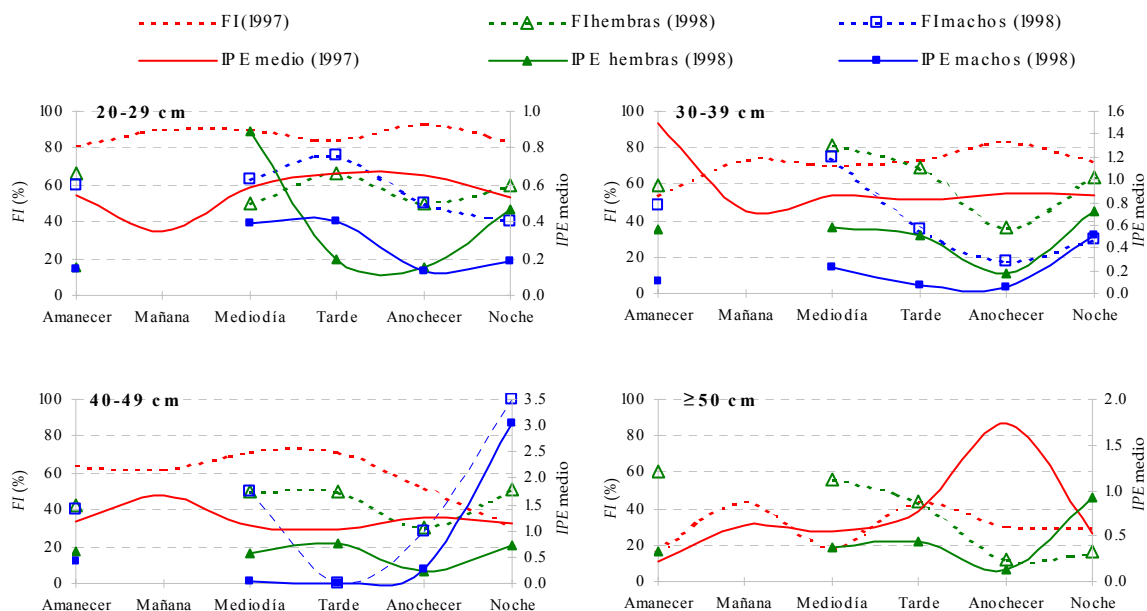 FI (1997)
FI hembras (1998)
FI machos (1998)
IPE medio (1997)
IPE hembras (1998)
IPE machos (1998)
20-29 cm
FI (%)
100
80
60
40
20
0
1.0
0.8
0.6
0.4
0.2
0.0
IPE medio
Amanecer Mañana Mediodía Tarde Anochecer Noche
30-39 cm
FI (%)
100
80
60
40
20
0
1.6
1.4
1.2
1.0
0.8
0.6
0.4
0.2
0.0
IPE medio
Amanecer Mañana Mediodía Tarde Anochecer Noche
40-49 cm
FI (%)
100
80
60
40
20
0
3.5
3.0
2.5
2.0
1.5
1.0
0.5
0.0
IPE medio
Amanecer Mañana Mediodía Tarde Anochecer Noche
≥50 cm
FI (%)
100
80
60
40
20
0
2.0
1.5
1.0
0.5
0.0
IPE medio
Amanecer Mañana Mediodía Tarde Anochecer Noche